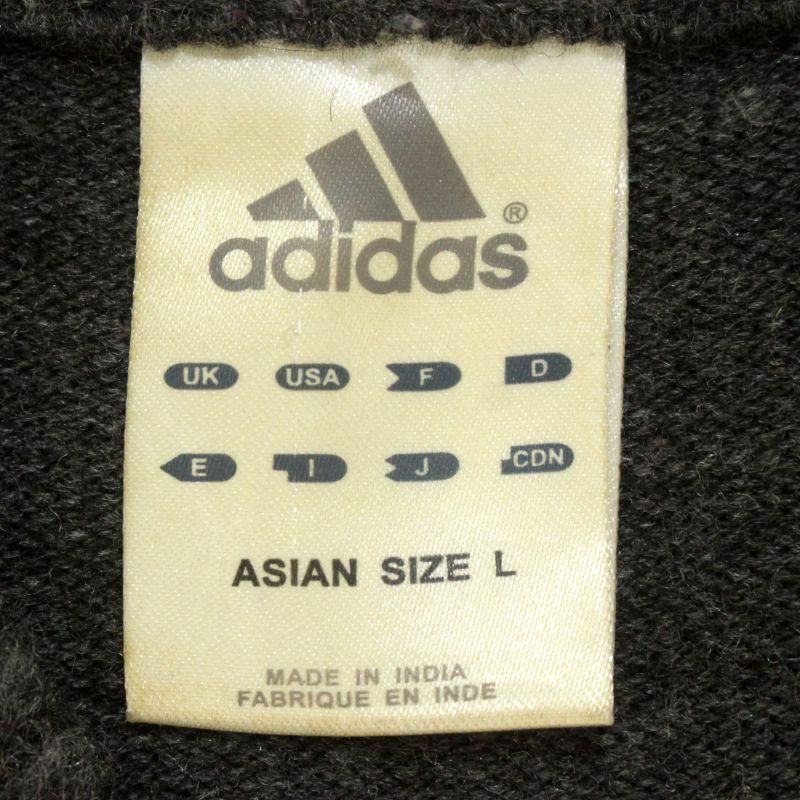 adidas®
UK USA F D
E I J CDN
ASIAN SIZE L
MADE IN INDIA
FABRIQUE EN INDE